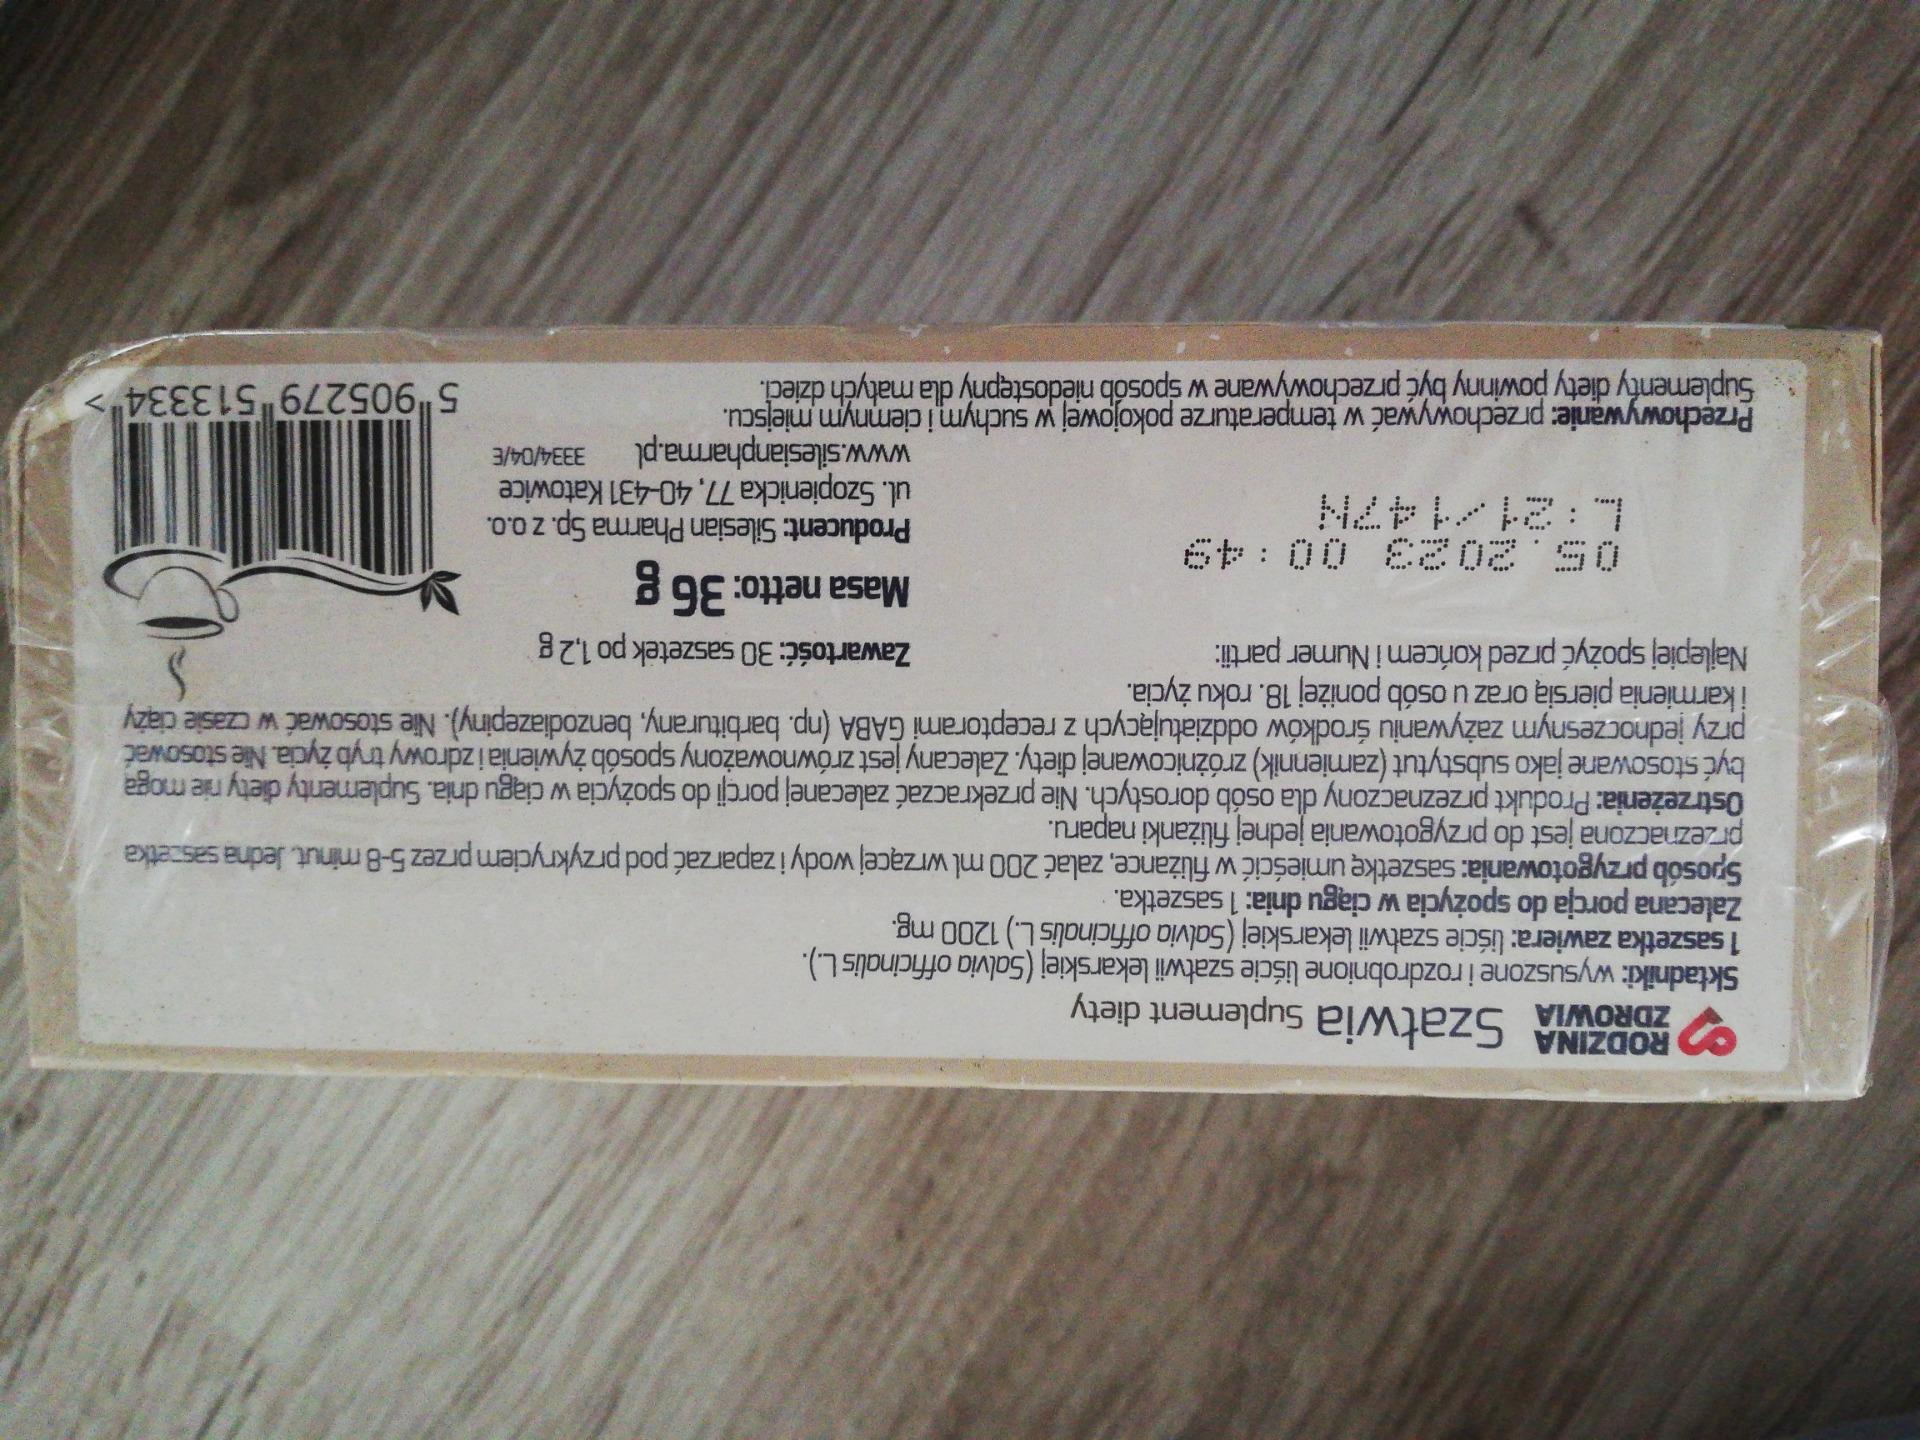 RODZINA
ZDROWIA
Szałwia Suplement diety
Składniki: wysuszone i rozdrobnione liście szałwii lekarskiej (Salvia officinalis L.).
1 saszetka zawiera: liście szałwii lekarskiej (Salvia officinalis L.) 1200 mg.
Zalecana porcja do spożycia w ciągu dnia: 1 saszetka.
Sposób przygotowania: saszetkę umieścić w filiżance, zalać 200 ml wrzącej wody i zaparzać pod przykryciem przez 5-8 minut. Jedna saszetka
przeznaczona jest do przygotowania jednej filiżanki naparu.
Ostrzeżenia: Produkt przeznaczony dla osób dorosłych. Nie przekraczać zalecanej porcji do spożycia w ciągu dnia. Suplementy diety nie mogą
być stosowane jako substytut (zamiennik) zróżnicowanej diety. Zalecany jest zrównoważony sposób żywienia i zdrowy tryb życia. Nie stosować
przy jednoczesnym zażywaniu środków oddziałujących z receptorami GABA (np. barbiturany, benzodiazepiny). Nie stosować w czasie ciąży
i karmienia piersią oraz u osób poniżej 18. roku życia.
Najlepiej spożyć przed końcem i Numer partii:
05.2023 00:49
L:21/147N
Zawartość: 30 saszetek po 1,2 g
Masa netto: 36 g
Producent: Silesian Pharma Sp. z o.o.
ul. Szopienicka 77, 40-431 Katowice
www.silesianpharma.pl 3334/04/E
Przechowywanie: przechowywać w temperaturze pokojowej w suchym i ciemnym miejscu.
Suplementy diety powinny być przechowywane w sposób niedostępny dla małych dzieci.
5 905279 513334 >